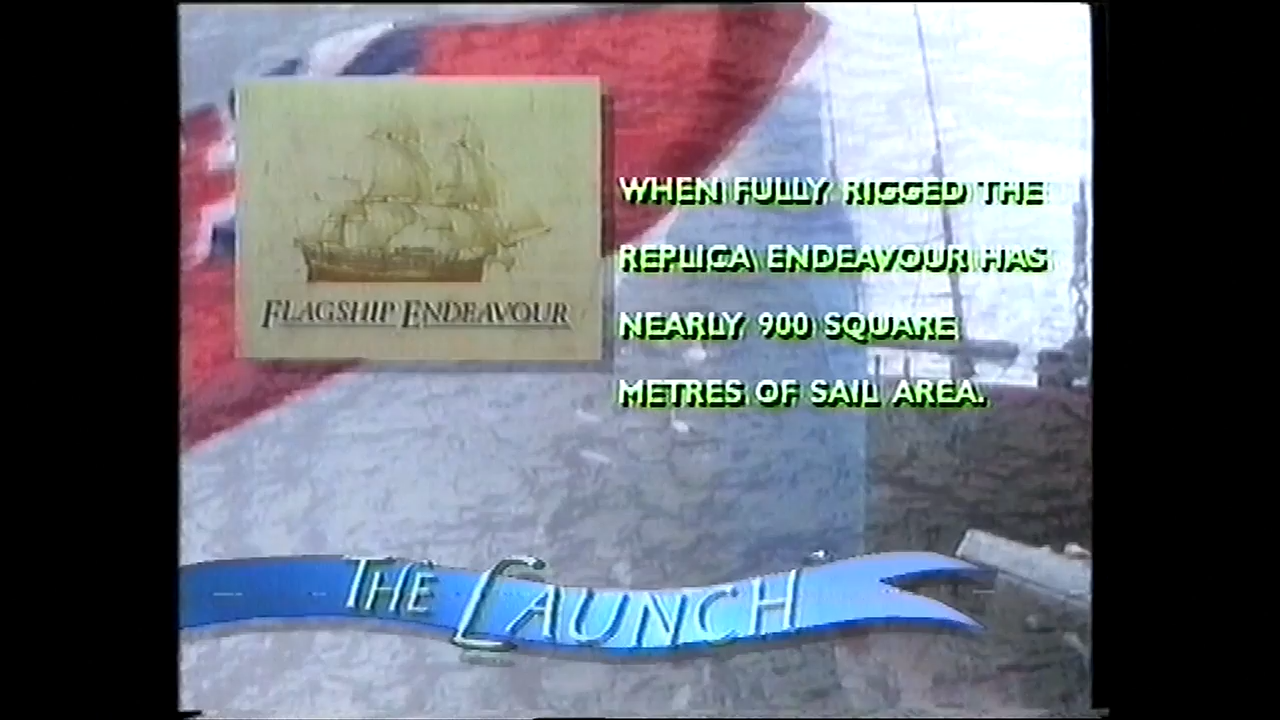 WHEN FULLY RIGGED THE
REPLICA ENDEAVOUR HAS
NEARLY 900 SQUARE
METRES OF SAIL AREA.
FLAGSHIP ENDEAVOUR
THE LAUNCH